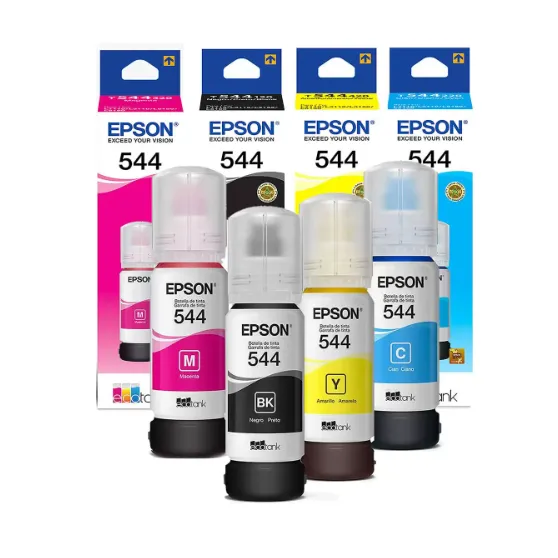 T544
EPSON®
EXCEED YOUR VISION
544
T544120
EPSON®
EXCEED YOUR VISION
544
EPSON®
EXCEED YOUR VISION
544
EPSON®
EXCEED YOUR VISION
544
EPSON
M
EPSON
Botella de tinta
Garrafa de tinta
544
M
Magenta
ecotank
EPSON
Botella de tinta
Garrafa de tinta
544
BK
Negro Preto
ecotank
EPSON
Botella de tinta
Garrafa de tinta
544
Y
Amarillo Amarelo
ecotank
EPSON
Botella de tinta
Garrafa de tinta
544
C
Cian Ciano
ecotank